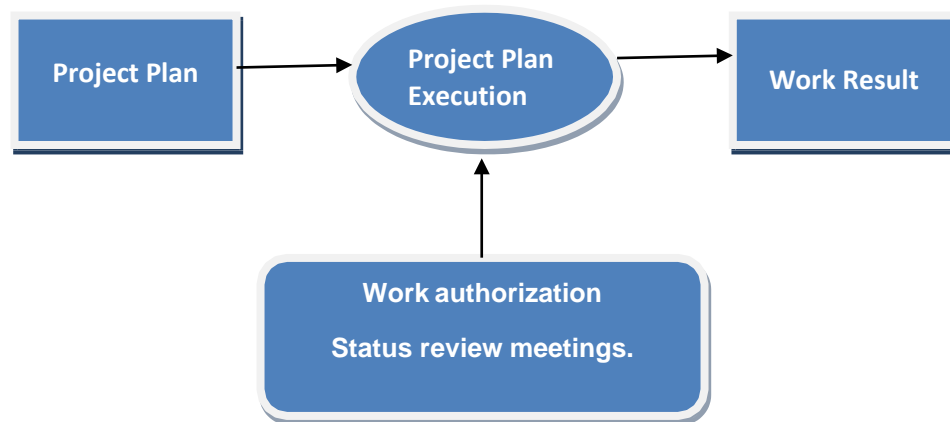 Project Plan
Project Plan
Execution
Work Result
Work authorization
Status review meetings.